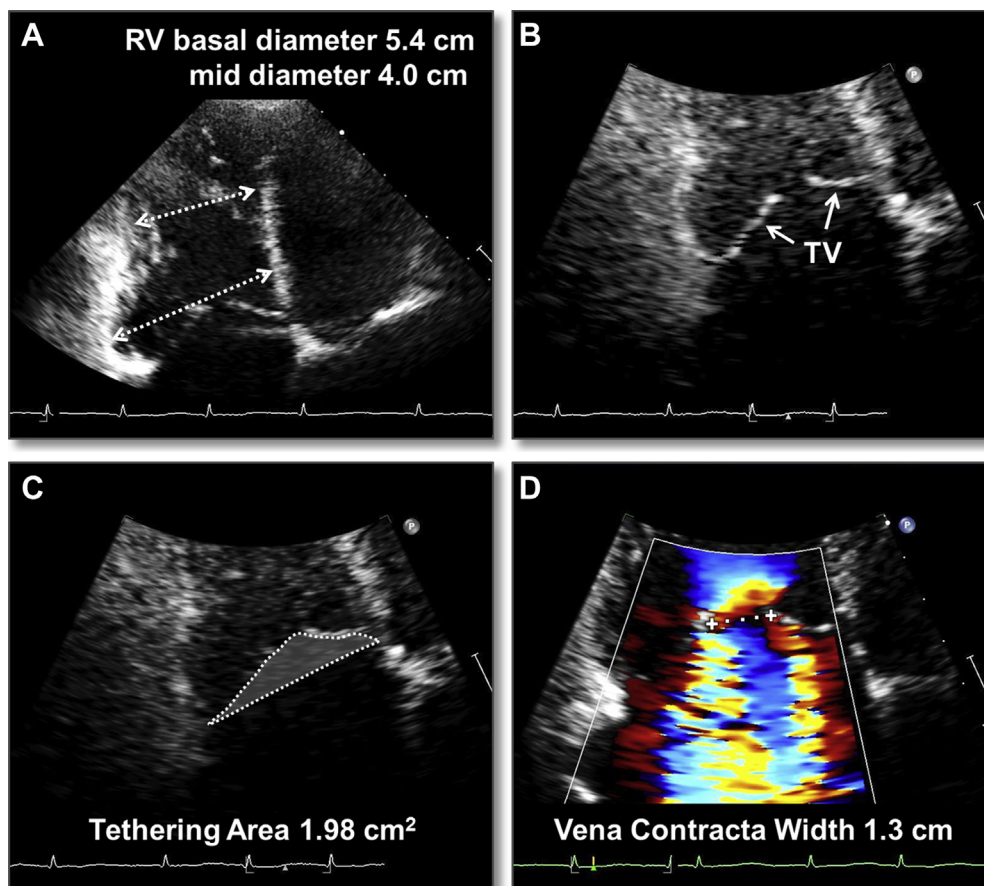 A
RV basal diameter 5.4 cm
mid diameter 4.0 cm
B
P
TV
C
P
Tethering Area 1.98 cm²
D
P
Vena Contracta Width 1.3 cm